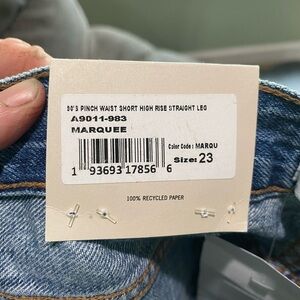 90'S PINCH WAIST SHORT HIGH RISE STRAIGHT LEG
A9011-983
MARQUEE
Color Code: MARQU
Size: 23
1 93693 17856 6
100% RECYCLED PAPER